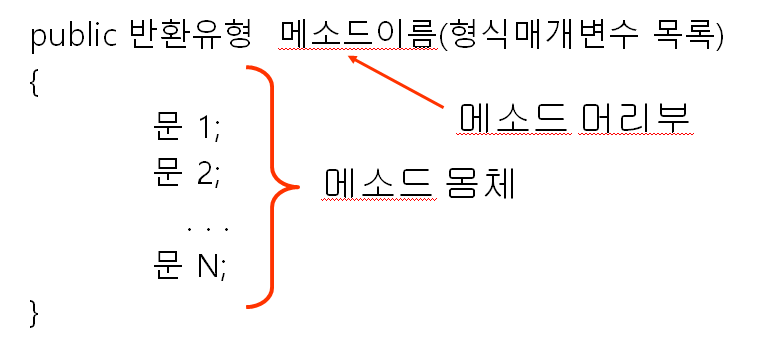 public 반환유형 메소드이름(형식매개변수 목록)
{
메소드 머리부
문 1;
문 2;
메소드 몸체
. . .
문 N;
}